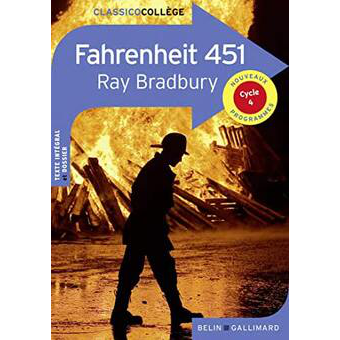 CLASSICOCOLLÈGE
Fahrenheit 451
Ray Bradbury
NOUVEAUX
Cycle
4
PROGRAMMES
TEXTE INTÉGRAL
+ DOSSIER
BELIN GALLIMARD